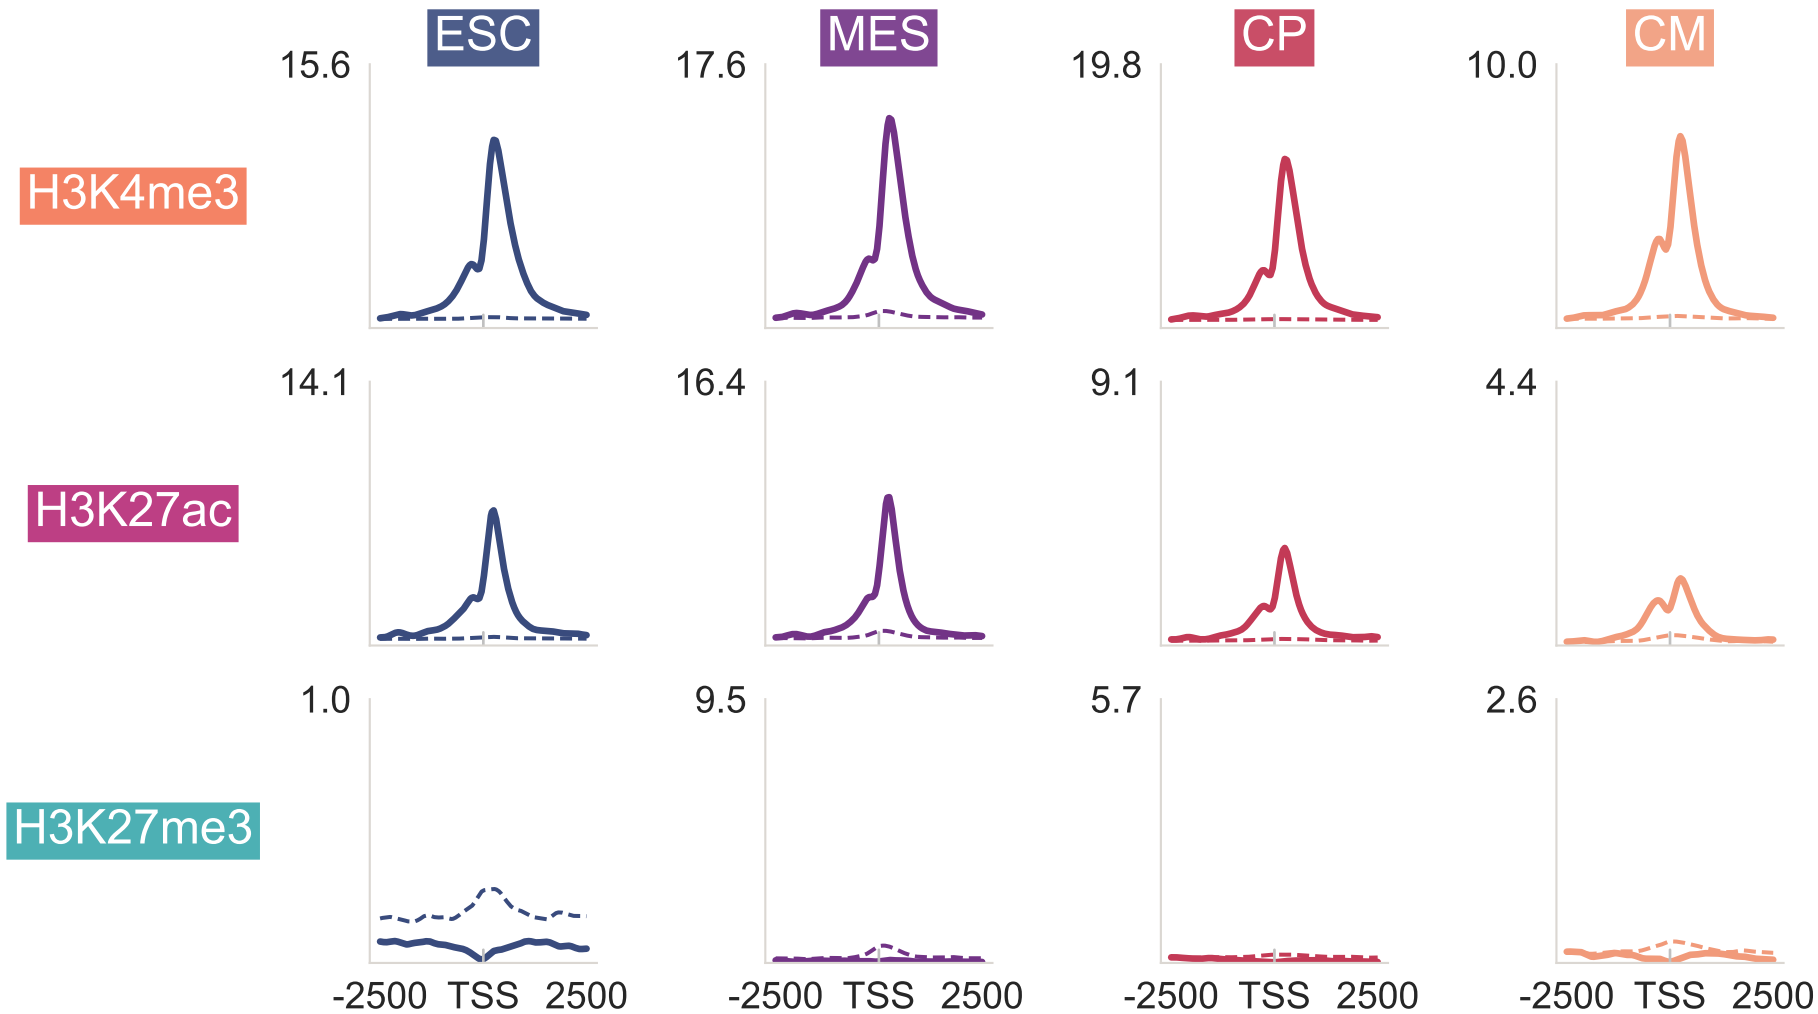 ESC MES CP CM
15.6 17.6 19.8 10.0
H3K4me3
14.1 16.4 9.1 4.4
H3K27ac
1.0 9.5 5.7 2.6
H3K27me3
-2500 TSS 2500 -2500 TSS 2500 -2500 TSS 2500 -2500 TSS 2500